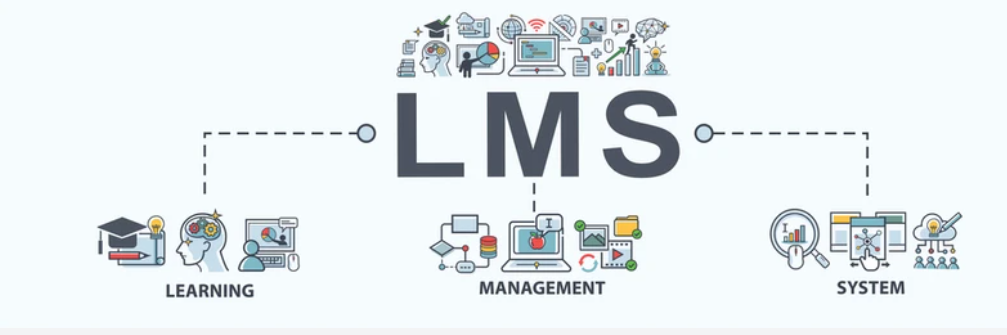 LMS
LEARNING
MANAGEMENT
SYSTEM